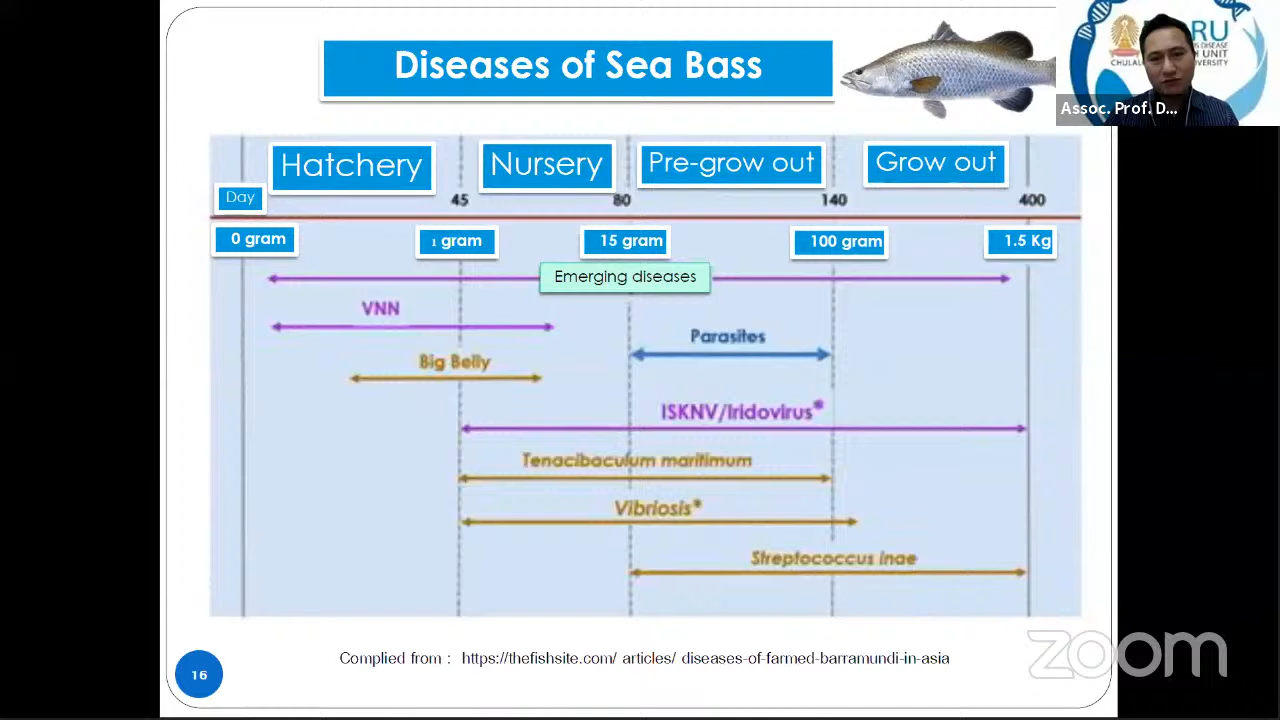 Diseases of Sea Bass
Assoc. Prof. D...
Hatchery
Nursery
Pre-grow out
Grow out
Day
45
80
140
400
0 gram
1 gram
15 gram
100 gram
1.5 Kg
Emerging diseases
VNN
Parasites
Big Belly
ISKNV/Iridovirus*
Tenacibaculum maritimum
Vibriosis*
Streptococcus inae
Complied from : https://thefishsite.com/ articles/ diseases-of-farmed-barramundi-in-asia
16
zoom